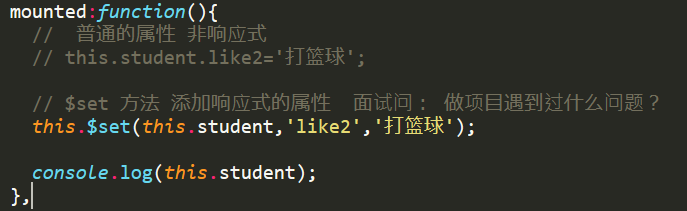 mounted:function(){
//  普通的属性 非响应式
// this.student.like2='打篮球';
// $set 方法 添加响应式的属性  面试问： 做项目遇到过什么问题？
this.$set(this.student,'like2','打篮球');
console.log(this.student);
},